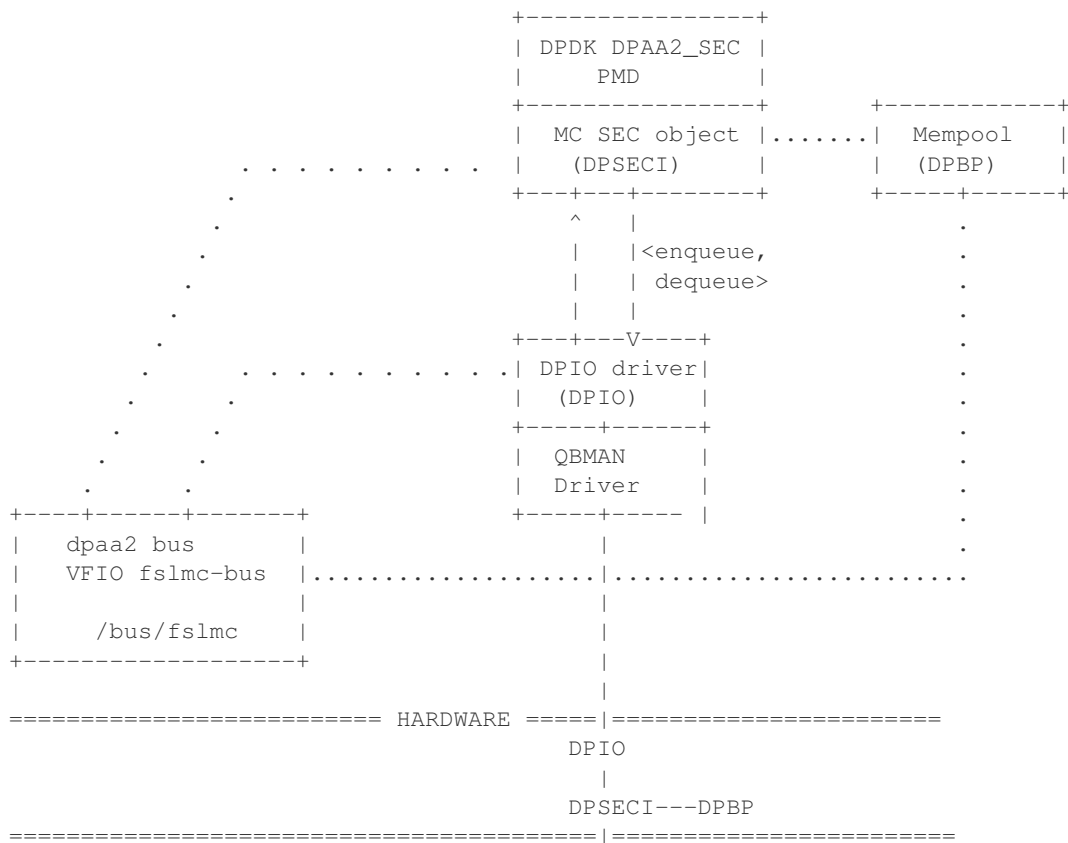 DPDK DPAA2_SEC
PMD
MC SEC object
(DPSECI)
Mempool
(DPBP)
<enqueue,
dequeue>
DPIO driver
(DPIO)
QBMAN
Driver
dpaa2 bus
VFIO fslmc-bus
/bus/fslmc
HARDWARE
DPIO
DPSECI---DPBP